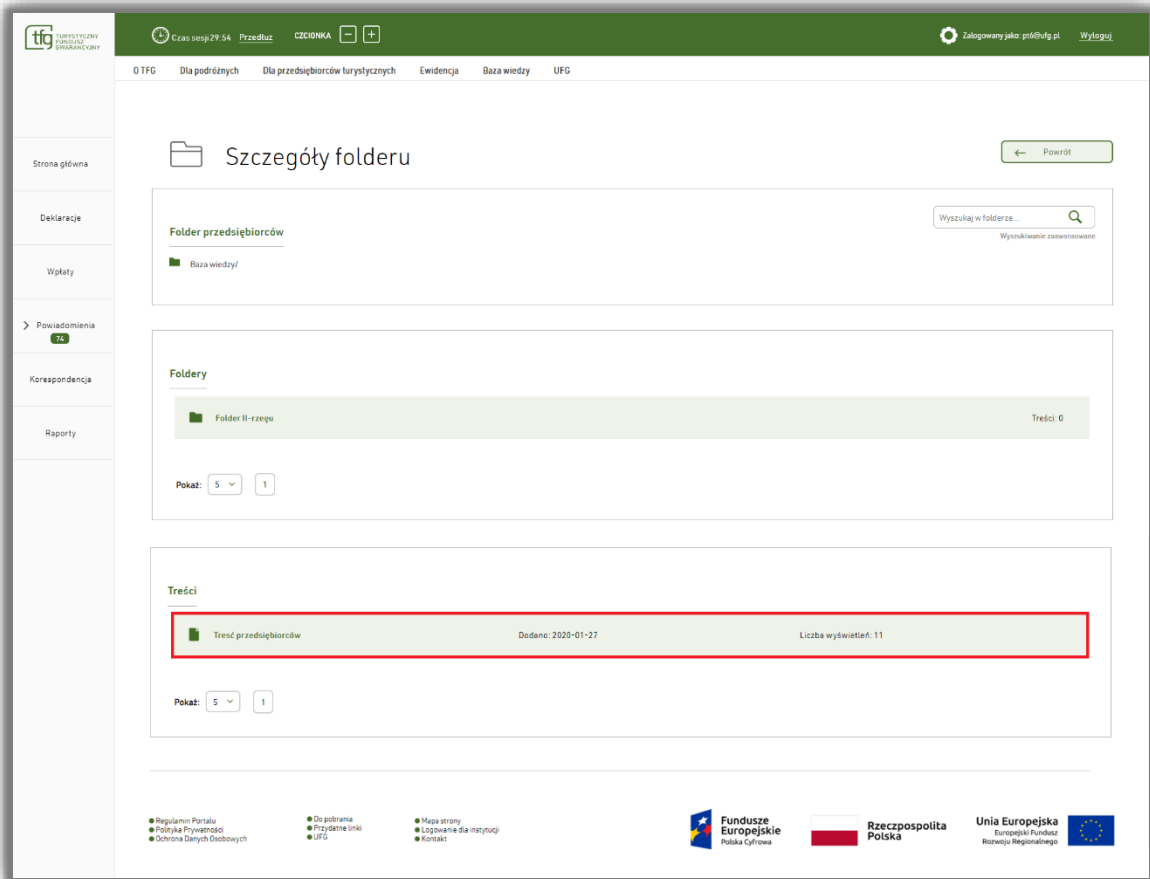 tfg TURYSTYCZNY
FUNDUSZ
GWARANCYJNY
Czas sesji 29:54 Przedłuż CZCIONKA − +
Zalogowany jako: pt6@ufg.pl Wyloguj
O TFG Dla podróżnych Dla przedsiębiorców turystycznych Ewidencja Baza wiedzy UFG
Strona główna
Deklaracje
Wpłaty
Powiadomienia
74
Korespondencja
Raporty
Szczegóły folderu
← Powrót
Wyszukaj w folderze...
Wyszukiwanie zaawansowane
Folder przedsiębiorców
Baza wiedzy/
Foldery
Folder II-rzęu Treści: 0
Pokaż: 5 1
Treści
Tresć przedsiębiorców Dodano: 2020-01-27 Liczba wyświetleń: 11
Pokaż: 5 1
Regulamin Portalu
Polityka Prywatności
Ochrona Danych Osobowych
Do pobrania
Przydatne linki
UFG
Mapa strony
Logowanie dla instytucji
Kontakt
Fundusze
Europejskie
Polska Cyfrowa
Rzeczpospolita
Polska
Unia Europejska
Europejski Fundusz
Rozwoju Regionalnego